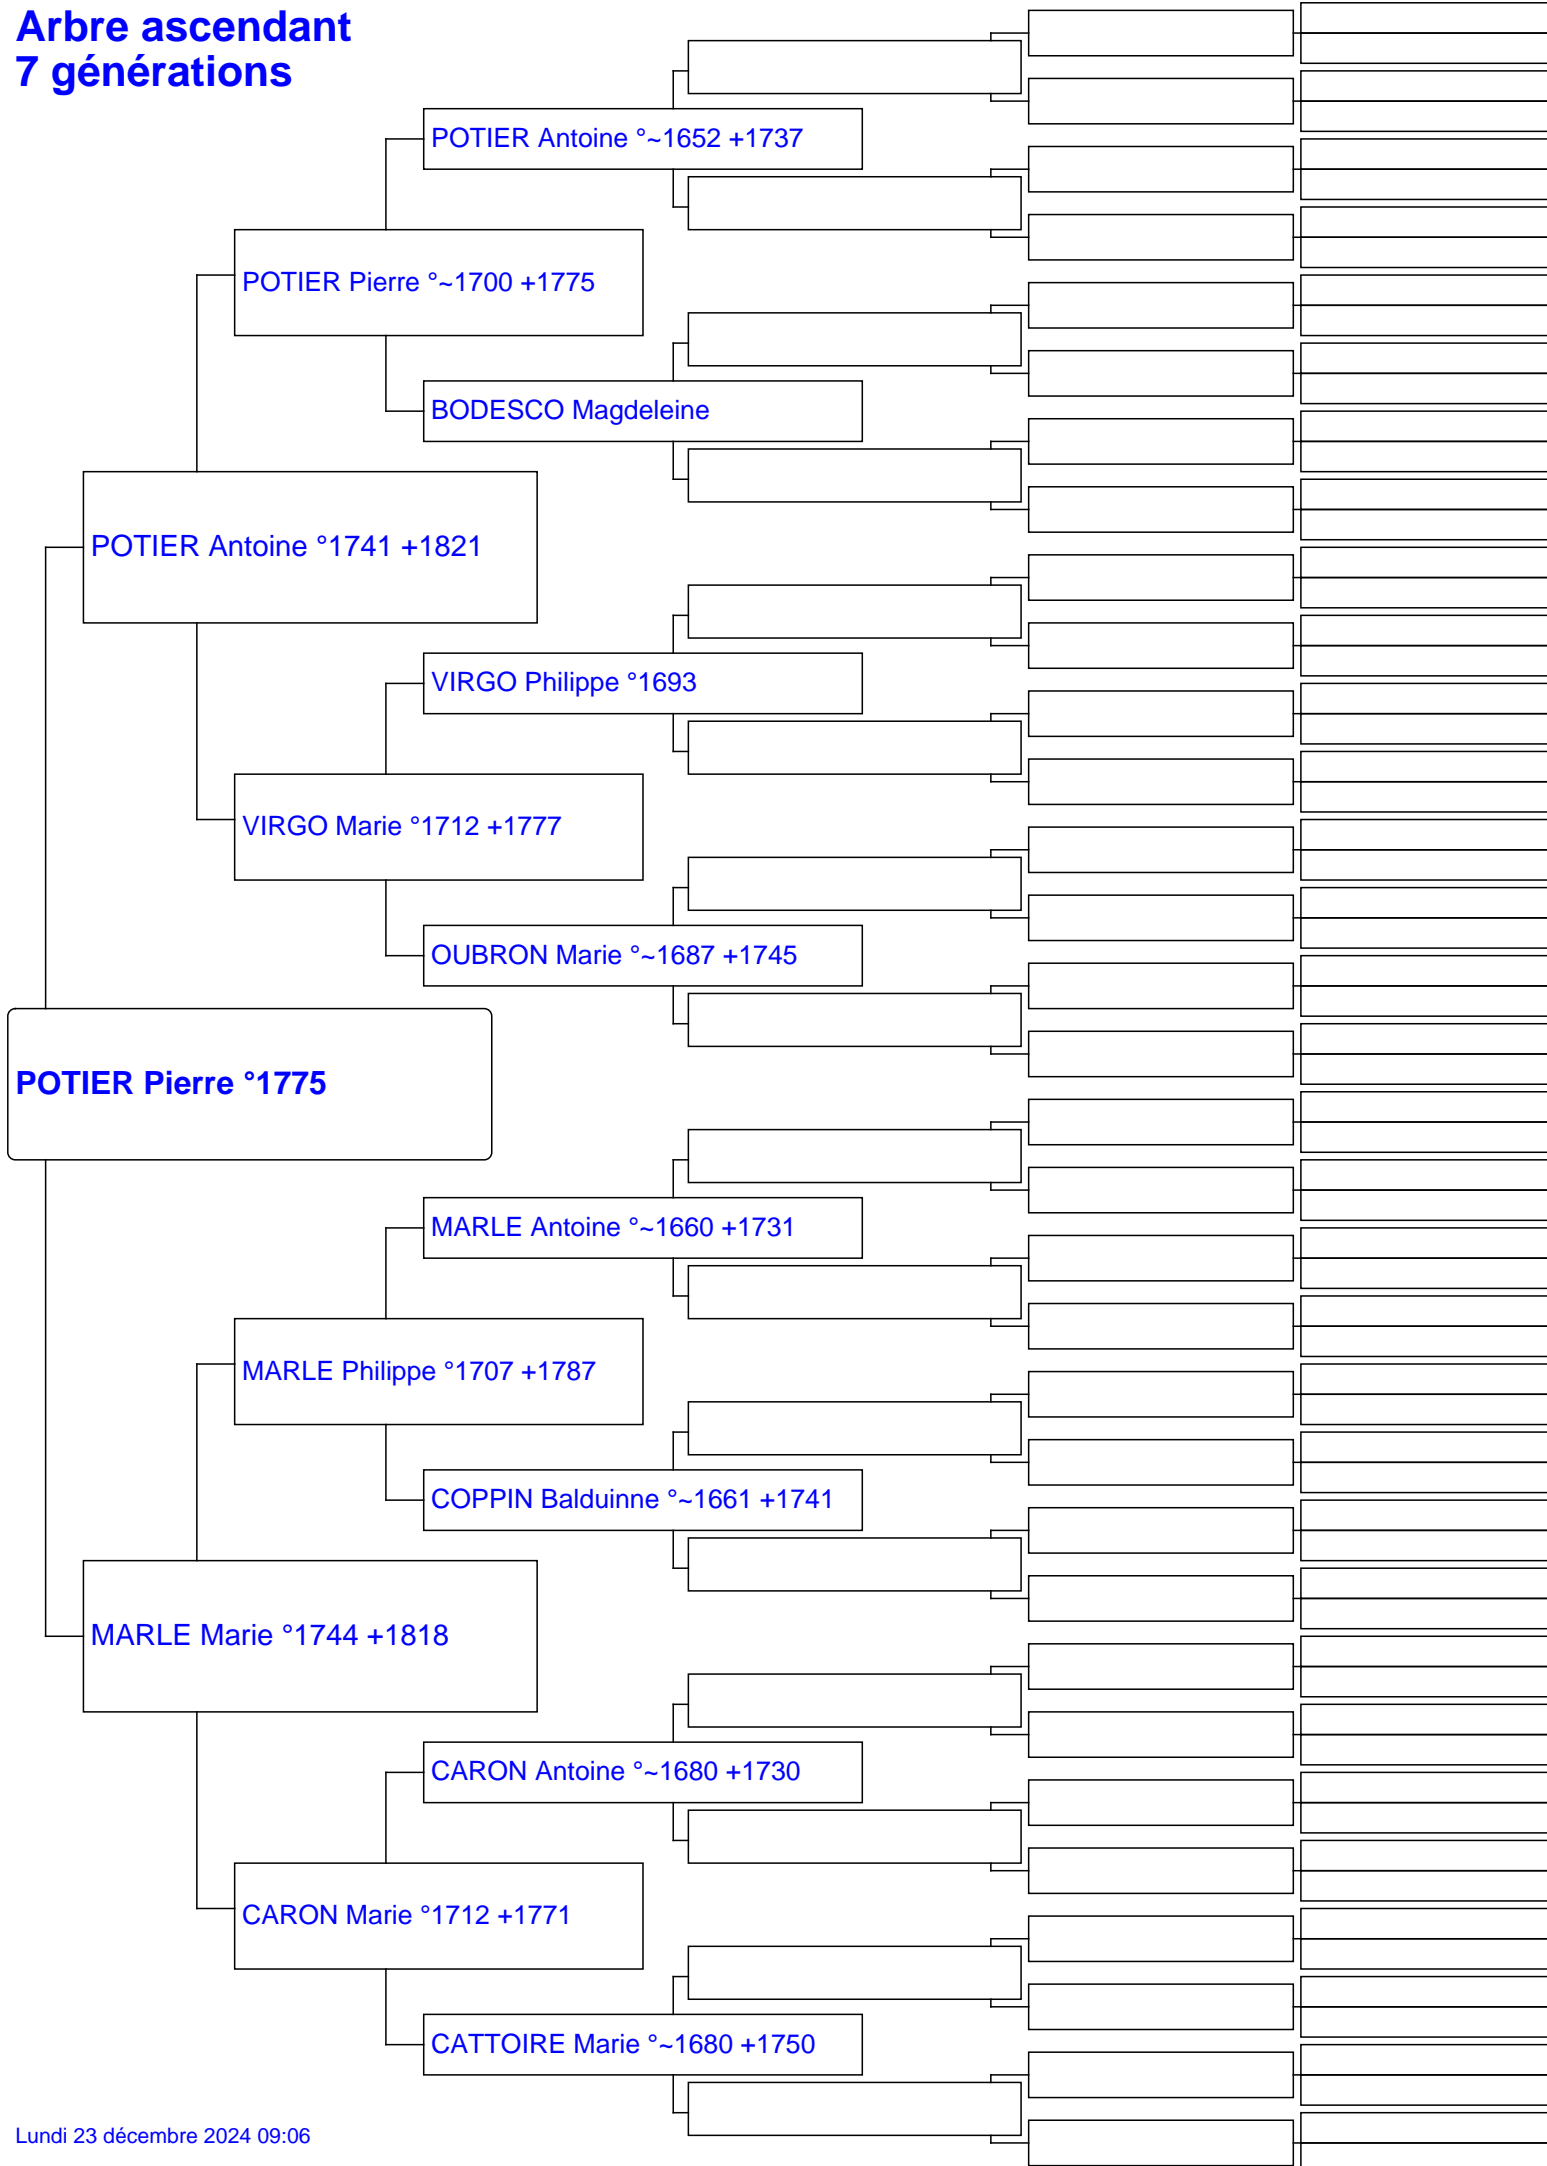 Arbre ascendant
7 générations
POTIER Antoine °~1652 +1737
POTIER Pierre °~1700 +1775
BODESCO Magdeleine
POTIER Antoine °1741 +1821
VIRGO Philippe °1693
VIRGO Marie °1712 +1777
OUBRON Marie °~1687 +1745
POTIER Pierre °1775
MARLE Antoine °~1660 +1731
MARLE Philippe °1707 +1787
COPPIN Balduinne °~1661 +1741
MARLE Marie °1744 +1818
CARON Antoine °~1680 +1730
CARON Marie °1712 +1771
CATTOIRE Marie °~1680 +1750
Lundi 23 décembre 2024 09:06